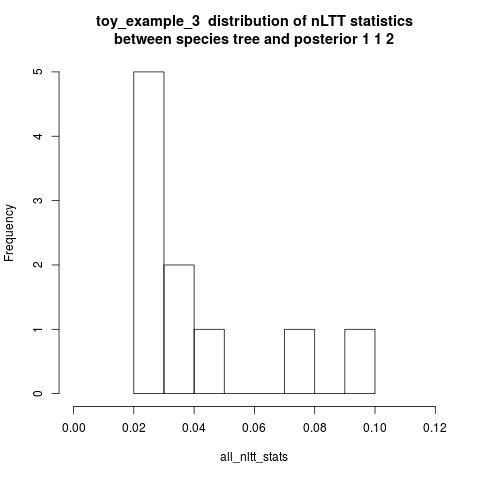 toy_example_3  distribution of nLTT statistics
between species tree and posterior 1 1 2
Frequency
5
4
3
2
1
0
0.00 0.02 0.04 0.06 0.08 0.10 0.12
all_nltt_stats